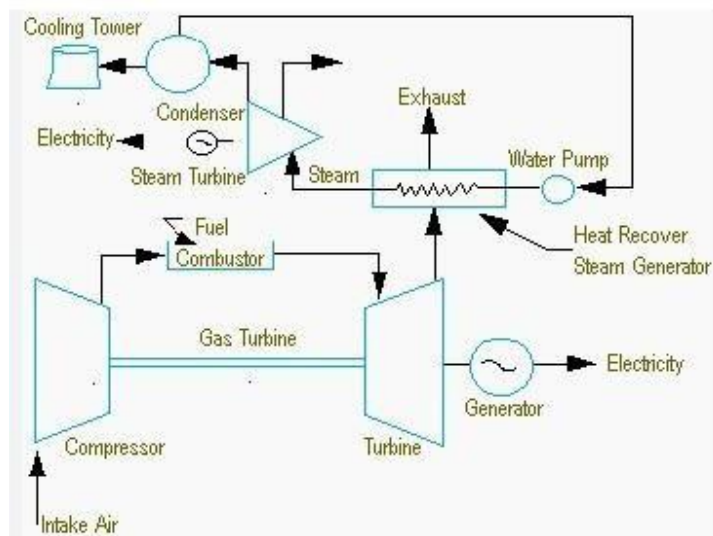 Cooling Tower
Condenser
Exhaust
Electricity
Steam Turbine
Steam
Water Pump
Fuel
Combustor
Heat Recover
Steam Generator
Gas Turbine
Electricity
Generator
Compressor
Turbine
Intake Air